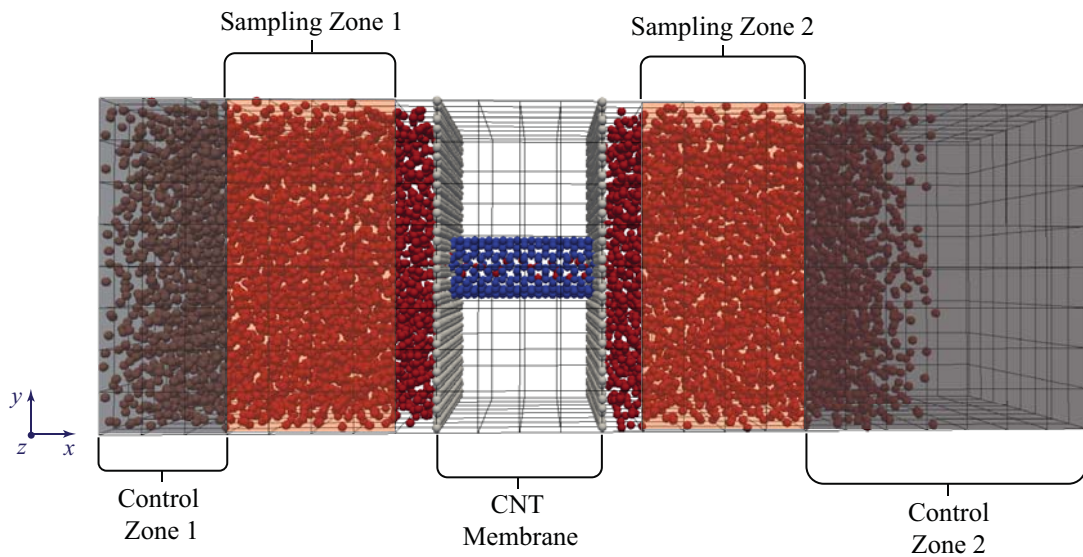 Sampling Zone 1
Sampling Zone 2
y
z
x
Control
Zone 1
CNT
Membrane
Control
Zone 2